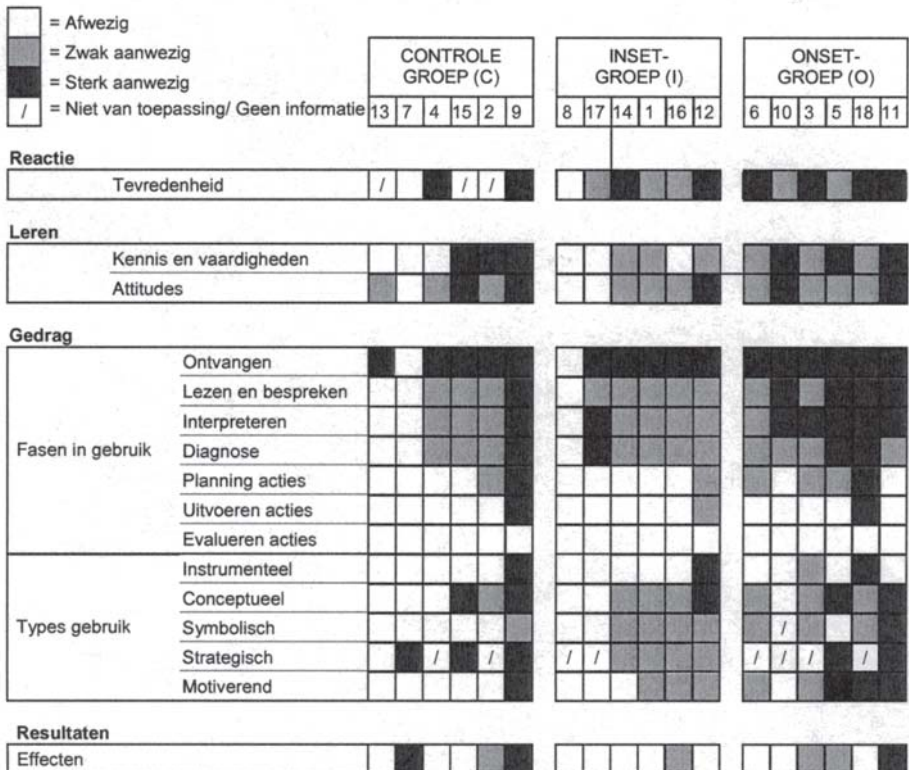 = Afwezig
= Zwak aanwezig
= Sterk aanwezig
/ = Niet van toepassing/ Geen informatie
CONTROLE
GROEP (C)
INSET-
GROEP (I)
ONSET-
GROEP (O)
13 7 4 15 2 9 8 17 14 1 16 12 6 10 3 5 18 11
Reactie
Tevredenheid / / / 
Leren
Kennis en vaardigheden
Attitudes
Gedrag
Fasen in gebruik
Ontvangen
Lezen en bespreken
Interpreteren
Diagnose
Planning acties
Uitvoeren acties
Evalueren acties
Types gebruik
Instrumenteel
Conceptueel
Symbolisch /
Strategisch / / / / / / / /
Motiverend
Resultaten
Effecten